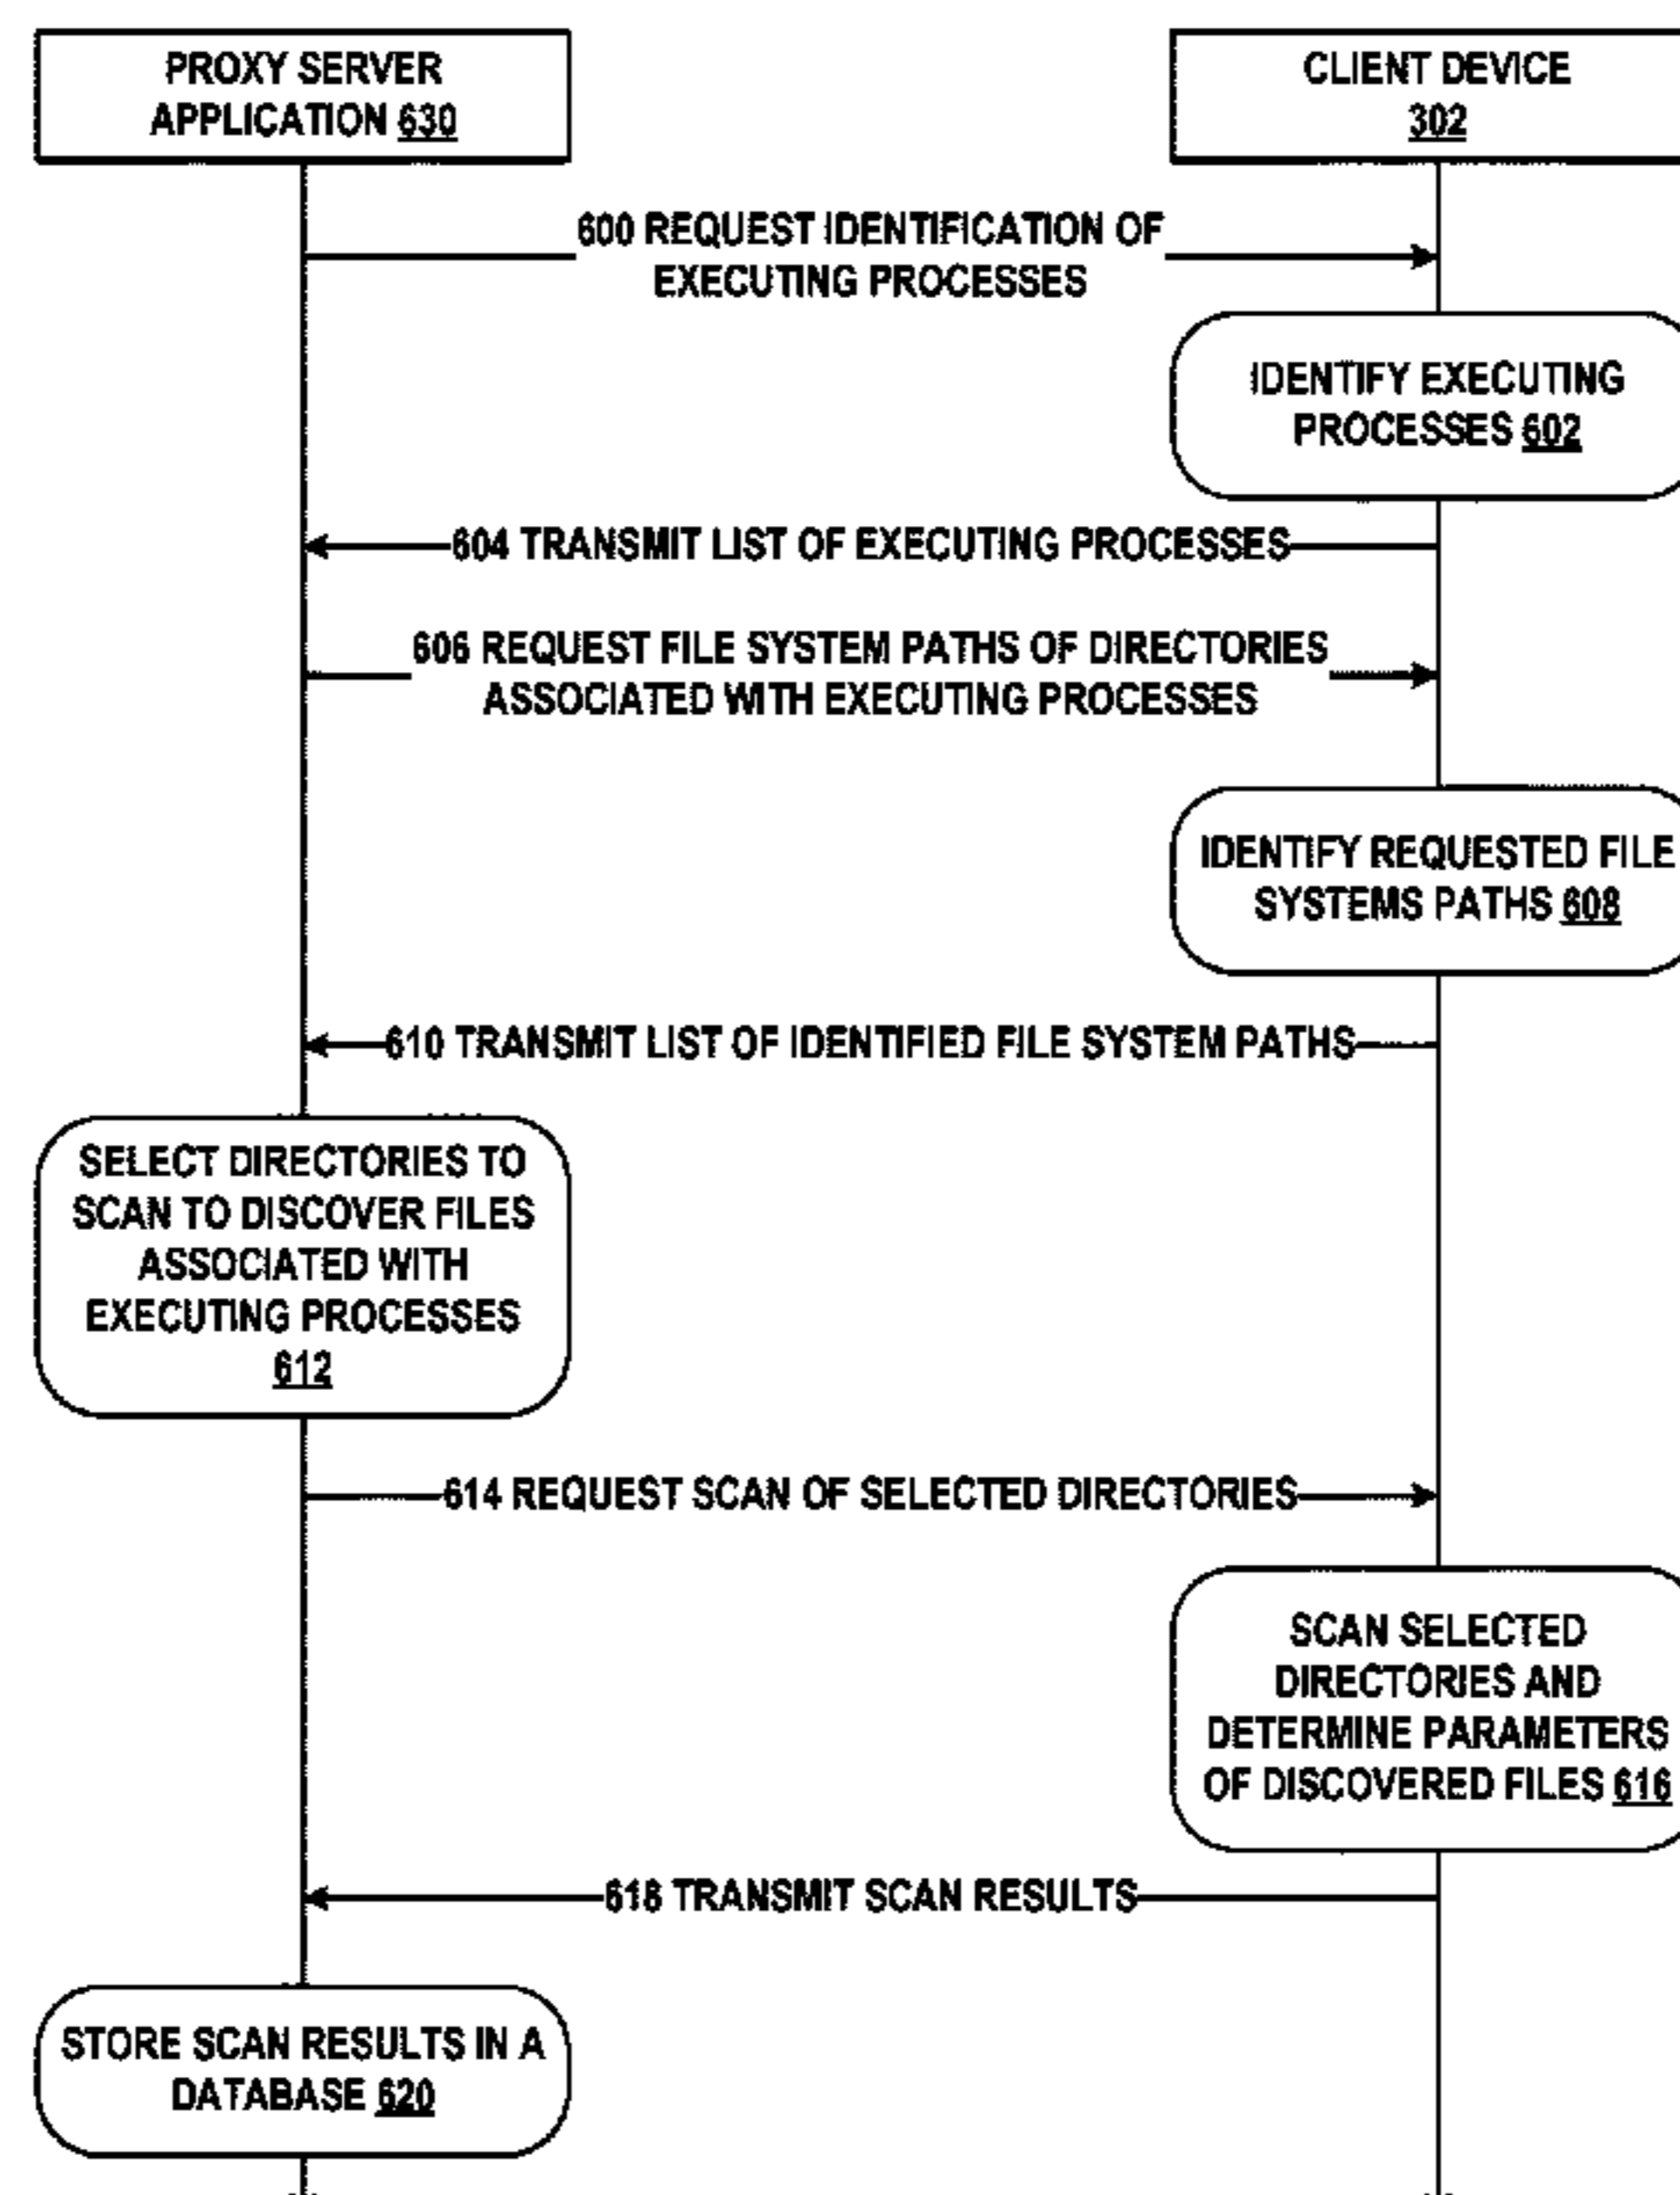 PROXY SERVER
APPLICATION 630
CLIENT DEVICE
302
600 REQUEST IDENTIFICATION OF
EXECUTING PROCESSES
IDENTIFY EXECUTING
PROCESSES 602
604 TRANSMIT LIST OF EXECUTING PROCESSES
606 REQUEST FILE SYSTEM PATHS OF DIRECTORIES
ASSOCIATED WITH EXECUTING PROCESSES
IDENTIFY REQUESTED FILE
SYSTEMS PATHS 608
610 TRANSMIT LIST OF IDENTIFIED FILE SYSTEM PATHS
SELECT DIRECTORIES TO
SCAN TO DISCOVER FILES
ASSOCIATED WITH
EXECUTING PROCESSES
612
614 REQUEST SCAN OF SELECTED DIRECTORIES
SCAN SELECTED
DIRECTORIES AND
DETERMINE PARAMETERS
OF DISCOVERED FILES 616
618 TRANSMIT SCAN RESULTS
STORE SCAN RESULTS IN A
DATABASE 620